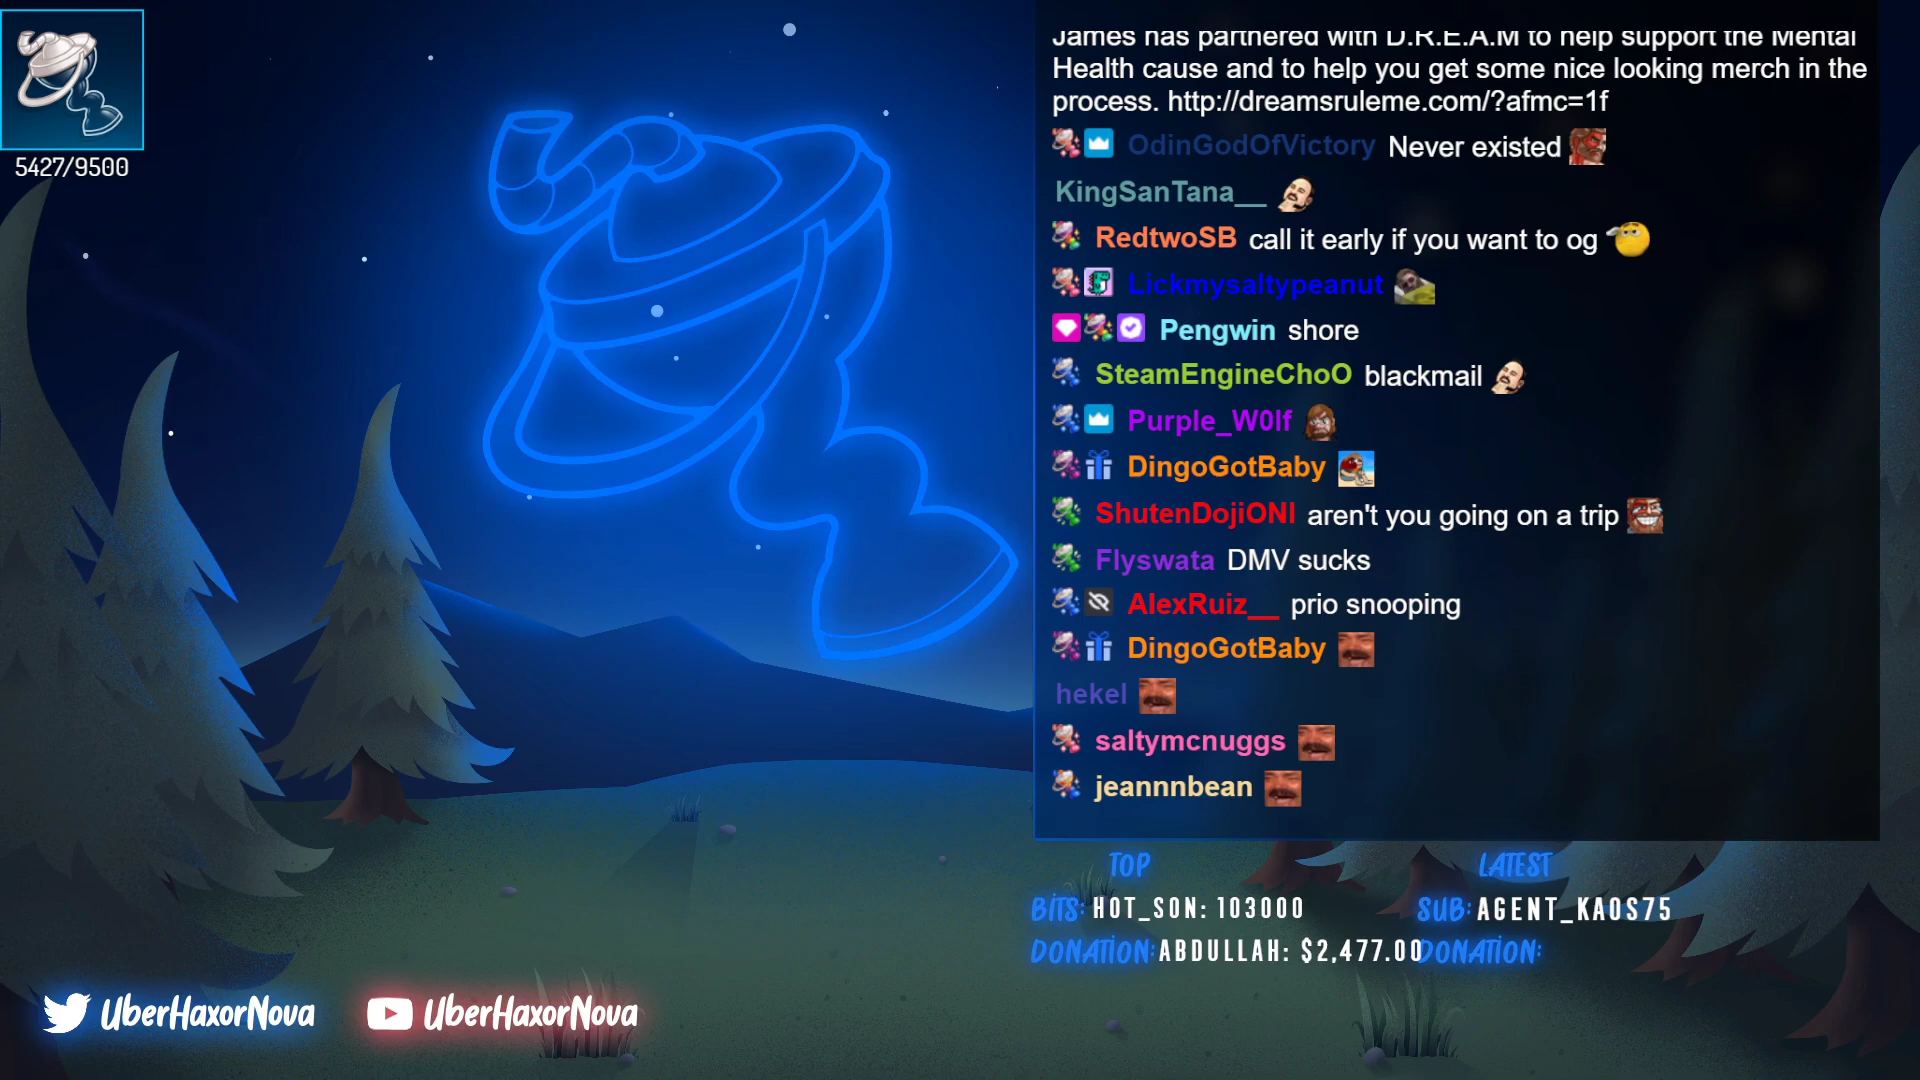 5427/9500
James has partnered with D.R.E.A.M to help support the Mental
Health cause and to help you get some nice looking merch in the
process. http://dreamsruleme.com/?afmc=1f
OdinGodOfVictory Never existed
KingSanTana__
RedtwoSB call it early if you want to og
Lickmysaltypeanut
Pengwin shore
SteamEngineChoO blackmail
Purple_W0lf
DingoGotBaby
ShutenDojiONI aren't you going on a trip
Flyswata DMV sucks
AlexRuiz__ prio snooping
DingoGotBaby
hekel
saltymcnuggs
jeannnbean
TOP
BITS: HOT_SON: 103000
DONATION: ABDULLAH: $2,477.00
LATEST
SUB: AGENT_KAOS75
DONATION:
UberHaxorNova
UberHaxorNova